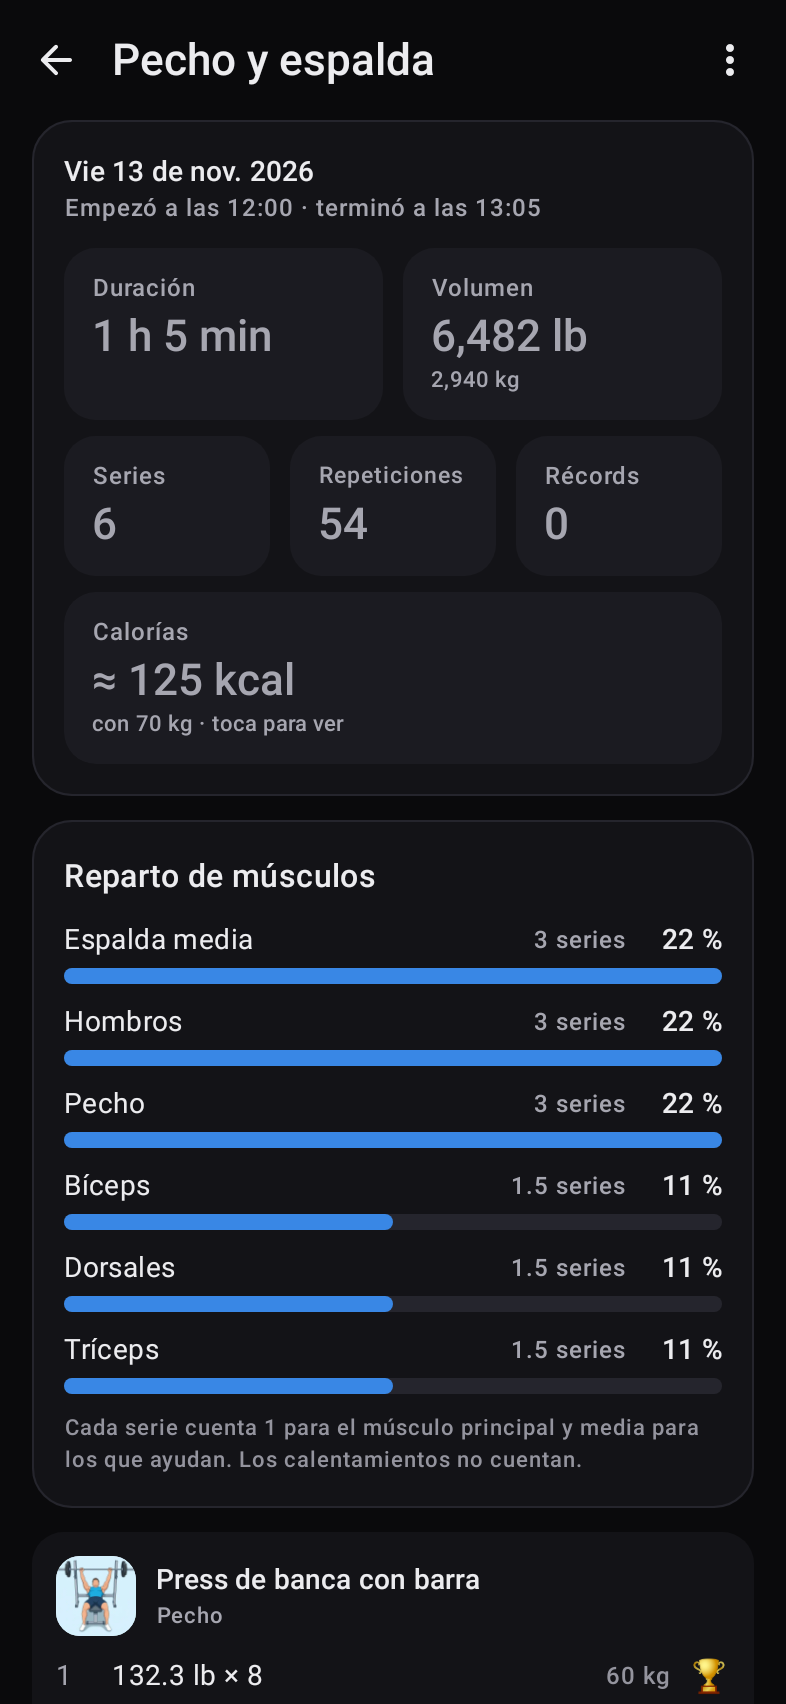 Pecho y espalda
Vie 13 de nov. 2026
Empezó a las 12:00 · terminó a las 13:05
Duración
1 h 5 min
Volumen
6,482 lb
2,940 kg
Series
6
Repeticiones
54
Récords
0
Calorías
≈ 125 kcal
con 70 kg · toca para ver
Reparto de músculos
Espalda media 3 series 22 %
Hombros 3 series 22 %
Pecho 3 series 22 %
Bíceps 1.5 series 11 %
Dorsales 1.5 series 11 %
Tríceps 1.5 series 11 %
Cada serie cuenta 1 para el músculo principal y media para
los que ayudan. Los calentamientos no cuentan.
Press de banca con barra
Pecho
1 132.3 lb × 8 60 kg